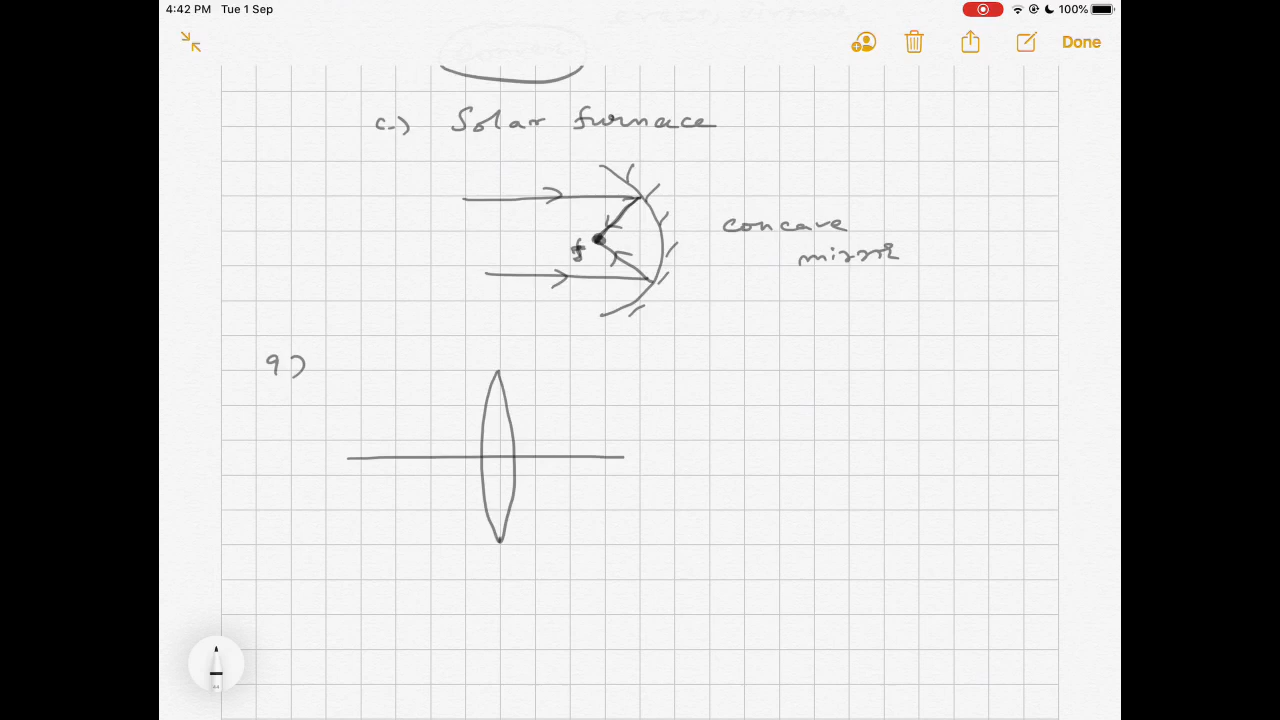 4:42 PM Tue 1 Sep
100%
Done
c.) Solar furnace
concave
mirror
f
9)